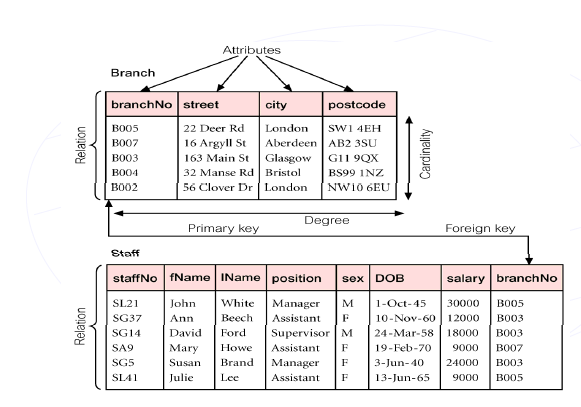 Attributes
Branch
branchNo street city postcode
B005 22 Deer Rd London SW1 4EH
B007 16 Argyll St Aberdeen AB2 3SU
B003 163 Main St Glasgow G11 9QX
B004 32 Manse Rd Bristol BS99 1NZ
B002 56 Clover Dr London NW10 6EU
Relation
Cardinality
Degree
Primary key
Foreign key
Staff
staffNo fName lName position sex DOB salary branchNo
SL21 John White Manager M 1-Oct-45 30000 B005
SG37 Ann Beech Assistant F 10-Nov-60 12000 B003
SG14 David Ford Supervisor M 24-Mar-58 18000 B003
SA9 Mary Howe Assistant F 19-Feb-70 9000 B007
SG5 Susan Brand Manager F 3-Jun-40 24000 B003
SL41 Julie Lee Assistant F 13-Jun-65 9000 B005
Relation